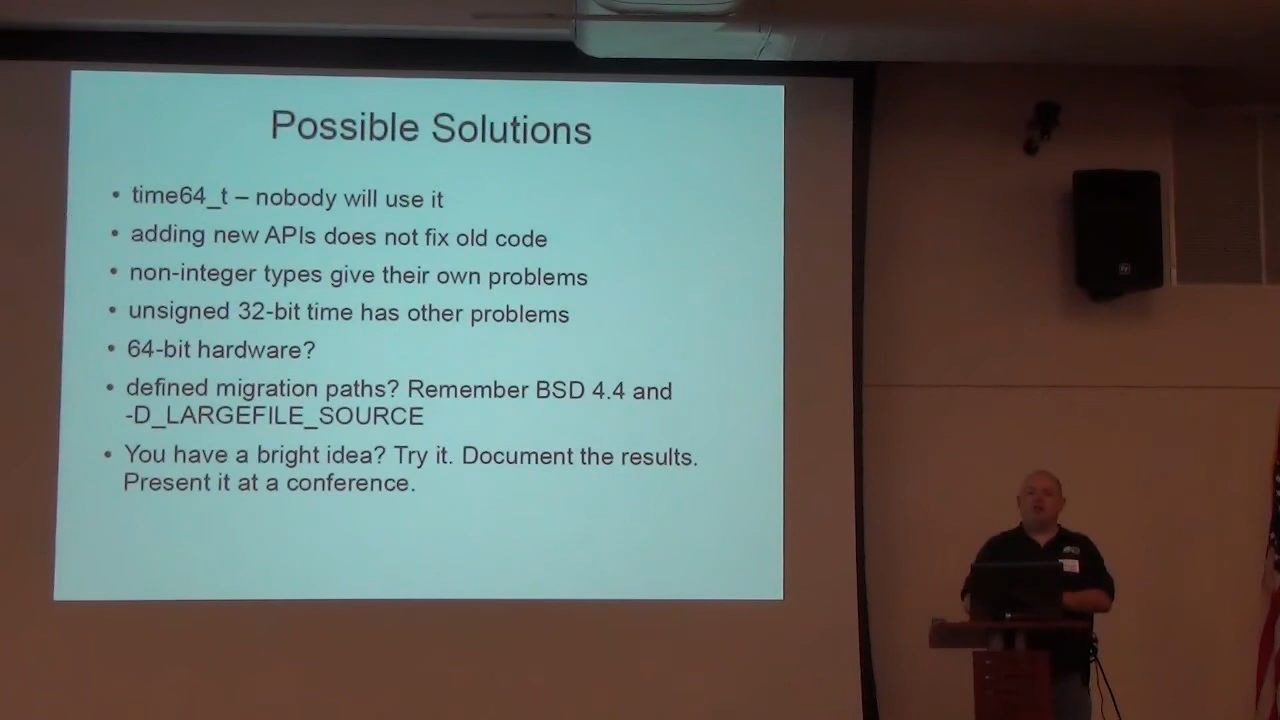 Possible Solutions
• time64_t – nobody will use it
• adding new APIs does not fix old code
• non-integer types give their own problems
• unsigned 32-bit time has other problems
• 64-bit hardware?
• defined migration paths? Remember BSD 4.4 and
-D_LARGEFILE_SOURCE
• You have a bright idea? Try it. Document the results.
Present it at a conference.